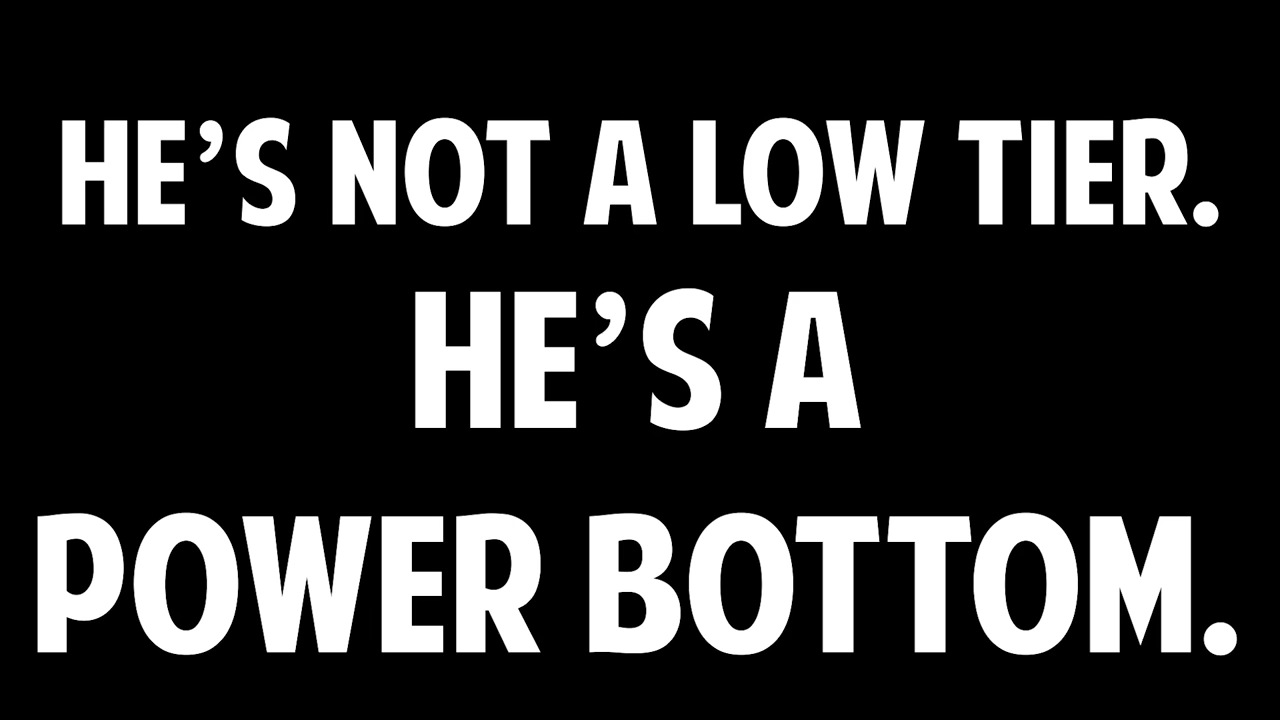 HE’S NOT A LOW TIER.
HE’S A
POWER BOTTOM.